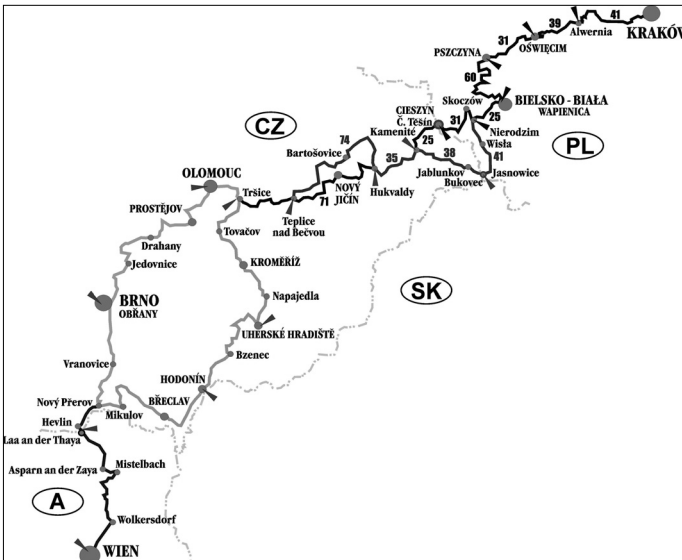 41
39
KRAKÓW
Alwernia
31
OŚWIĘCIM
PSZCZYNA
60
Skoczów
BIELSKO - BIAŁA
WAPIENICA
CIESZYN
Č. Těšín
31
25
CZ
74
Kamenité
25
Nierodzim
PL
Bartošovice
Wisła
41
35
38
OLOMOUC
Jablunkov
Jasnowice
Bukovec
Tršice
NOVÝ
JIČÍN
Hukvaldy
71
PROSTĚJOV
Teplice
nad Bečvou
Tovačov
Drahany
Jedovnice
KROMĚŘÍŽ
SK
BRNO
OBŘANY
Napajedla
UHERSKÉ HRADIŠTĚ
Bzenec
Vranovice
HODONÍN
Nový Přerov
BŘECLAV
Mikulov
Hevlin
Laa an der Thaya
Asparn an der Zaya
Mistelbach
A
Wolkersdorf
WIEN